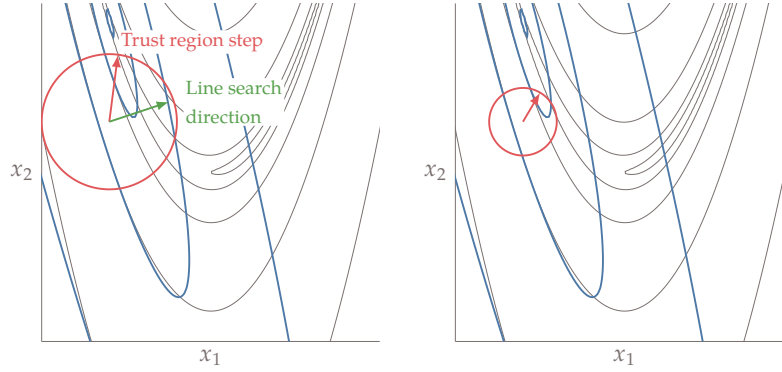 Trust region step
Line search
direction
x₂
x₁
x₂
x₁